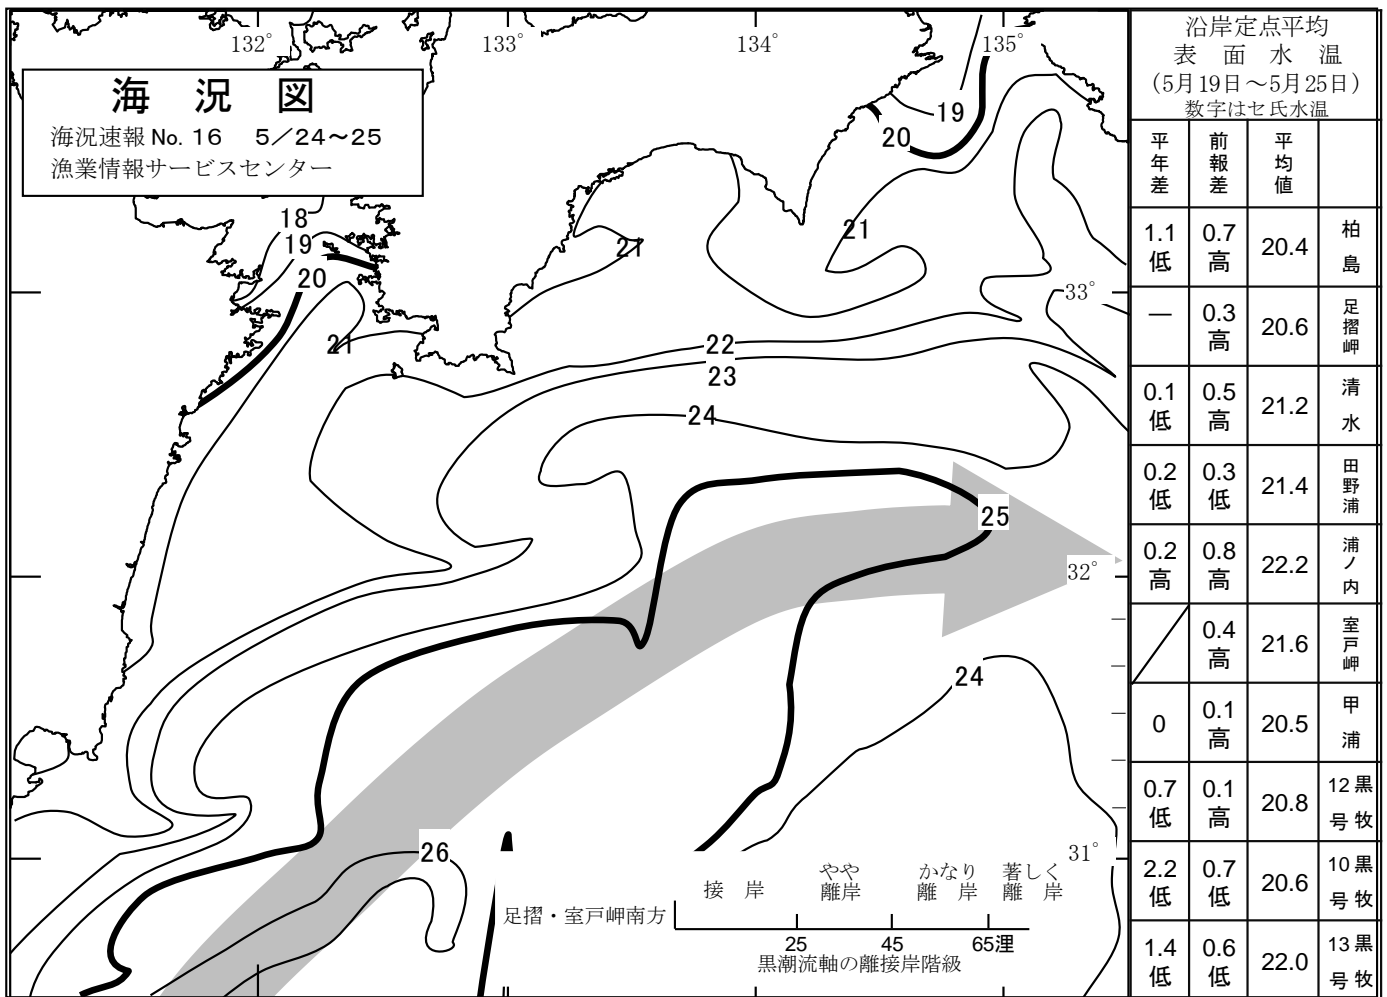 132°
133°
134°
135°
海 況 図
海況速報 No. 16 5/24~25
漁業情報サービスセンター
18
19
20
21
21
21
19
20
22
23
24
25
24
26
33°
32°
31°
接 岸
やや
離岸
かなり
離 岸
著しく
離 岸
足摺・室戸岬南方
25 45 65浬
黒潮流軸の離接岸階級
沿岸定点平均
表 面 水 温
(5月19日~5月25日)
数字はセ氏水温
平年差 前報差 平均値
1.1低 0.7高 20.4 柏島
― 0.3高 20.6 足摺岬
0.1低 0.5高 21.2 清水
0.2低 0.3低 21.4 田野浦
0.2高 0.8高 22.2 浦ノ内
0.4高 21.6 室戸岬
0 0.1高 20.5 甲浦
0.7低 0.1高 20.8 黒牧12号
2.2低 0.7低 20.6 黒牧10号
1.4低 0.6低 22.0 黒牧13号